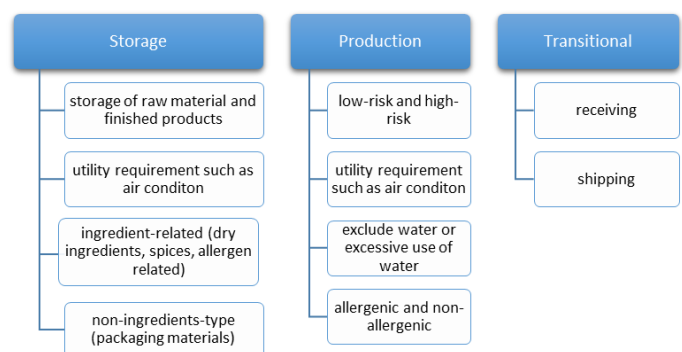 Storage
storage of raw material and
finished products
utility requirement such as
air conditon
ingredient-related (dry
ingredients, spices, allergen
related)
non-ingredients-type
(packaging materials)
Production
low-risk and high-
risk
utility requirement
such as air conditon
exclude water or
excessive use of
water
allergenic and non-
allergenic
Transitional
receiving
shipping